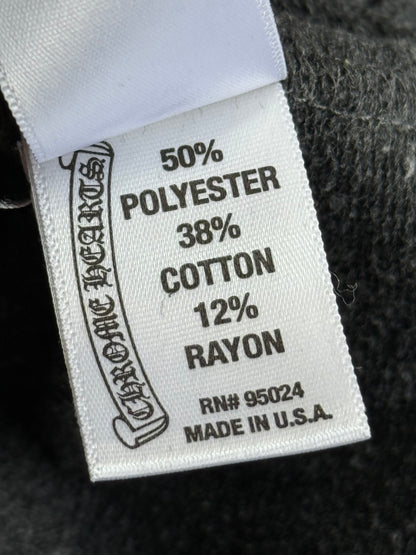 50%
POLYESTER
38%
COTTON
12%
RAYON
RN# 95024
MADE IN U.S.A.
CHROME HEARTS